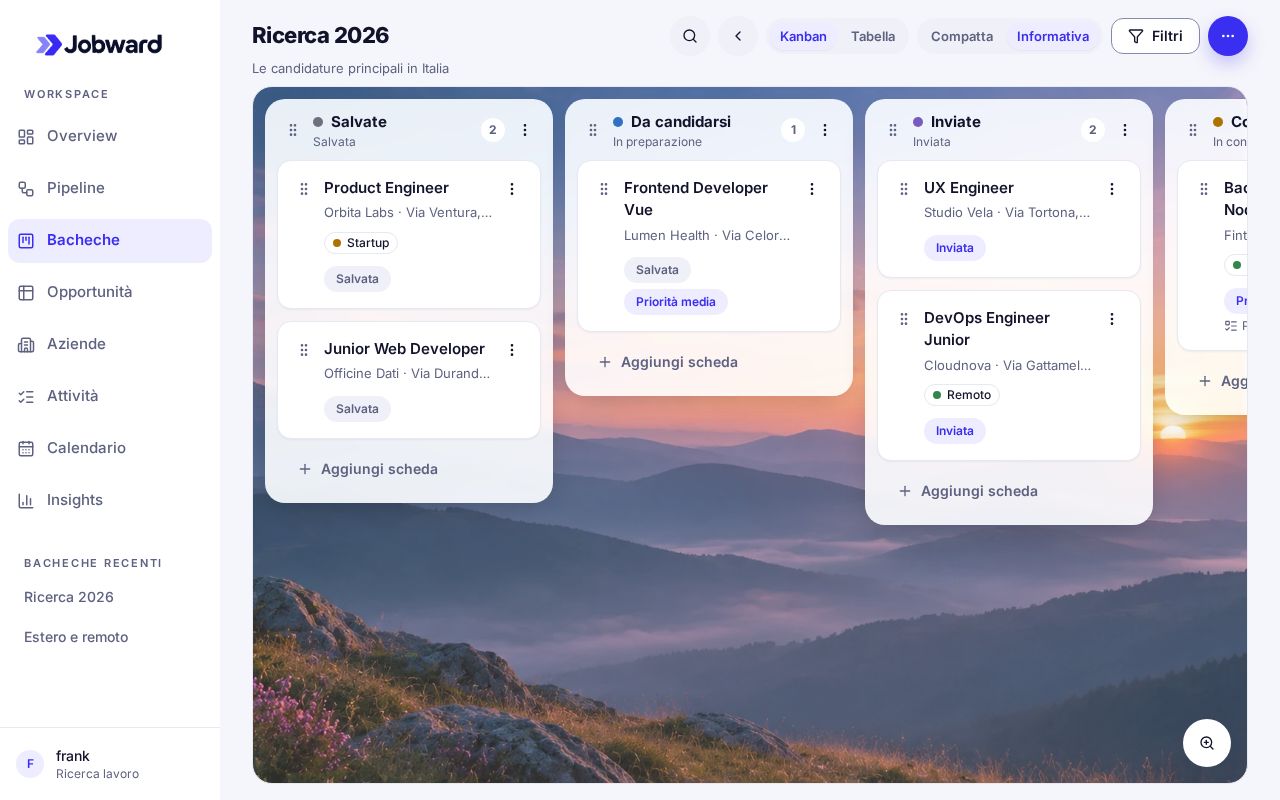 Jobward
WORKSPACE
Overview
Pipeline
Bacheche
Opportunità
Aziende
Attività
Calendario
Insights
BACHECHE RECENTI
Ricerca 2026
Estero e remoto
F
frank
Ricerca lavoro
Ricerca 2026
Kanban
Tabella
Compatta
Informativa
Filtri
Le candidature principali in Italia
Salvate
2
Salvata
Product Engineer
Orbita Labs · Via Ventura,...
Startup
Salvata
Junior Web Developer
Officine Dati · Via Durand...
Salvata
Aggiungi scheda
Da candidarsi
1
In preparazione
Frontend Developer
Vue
Lumen Health · Via Celor...
Salvata
Priorità media
Aggiungi scheda
Inviate
2
Inviata
UX Engineer
Studio Vela · Via Tortona,...
Inviata
DevOps Engineer
Junior
Cloudnova · Via Gattamel...
Remoto
Inviata
Aggiungi scheda
In con